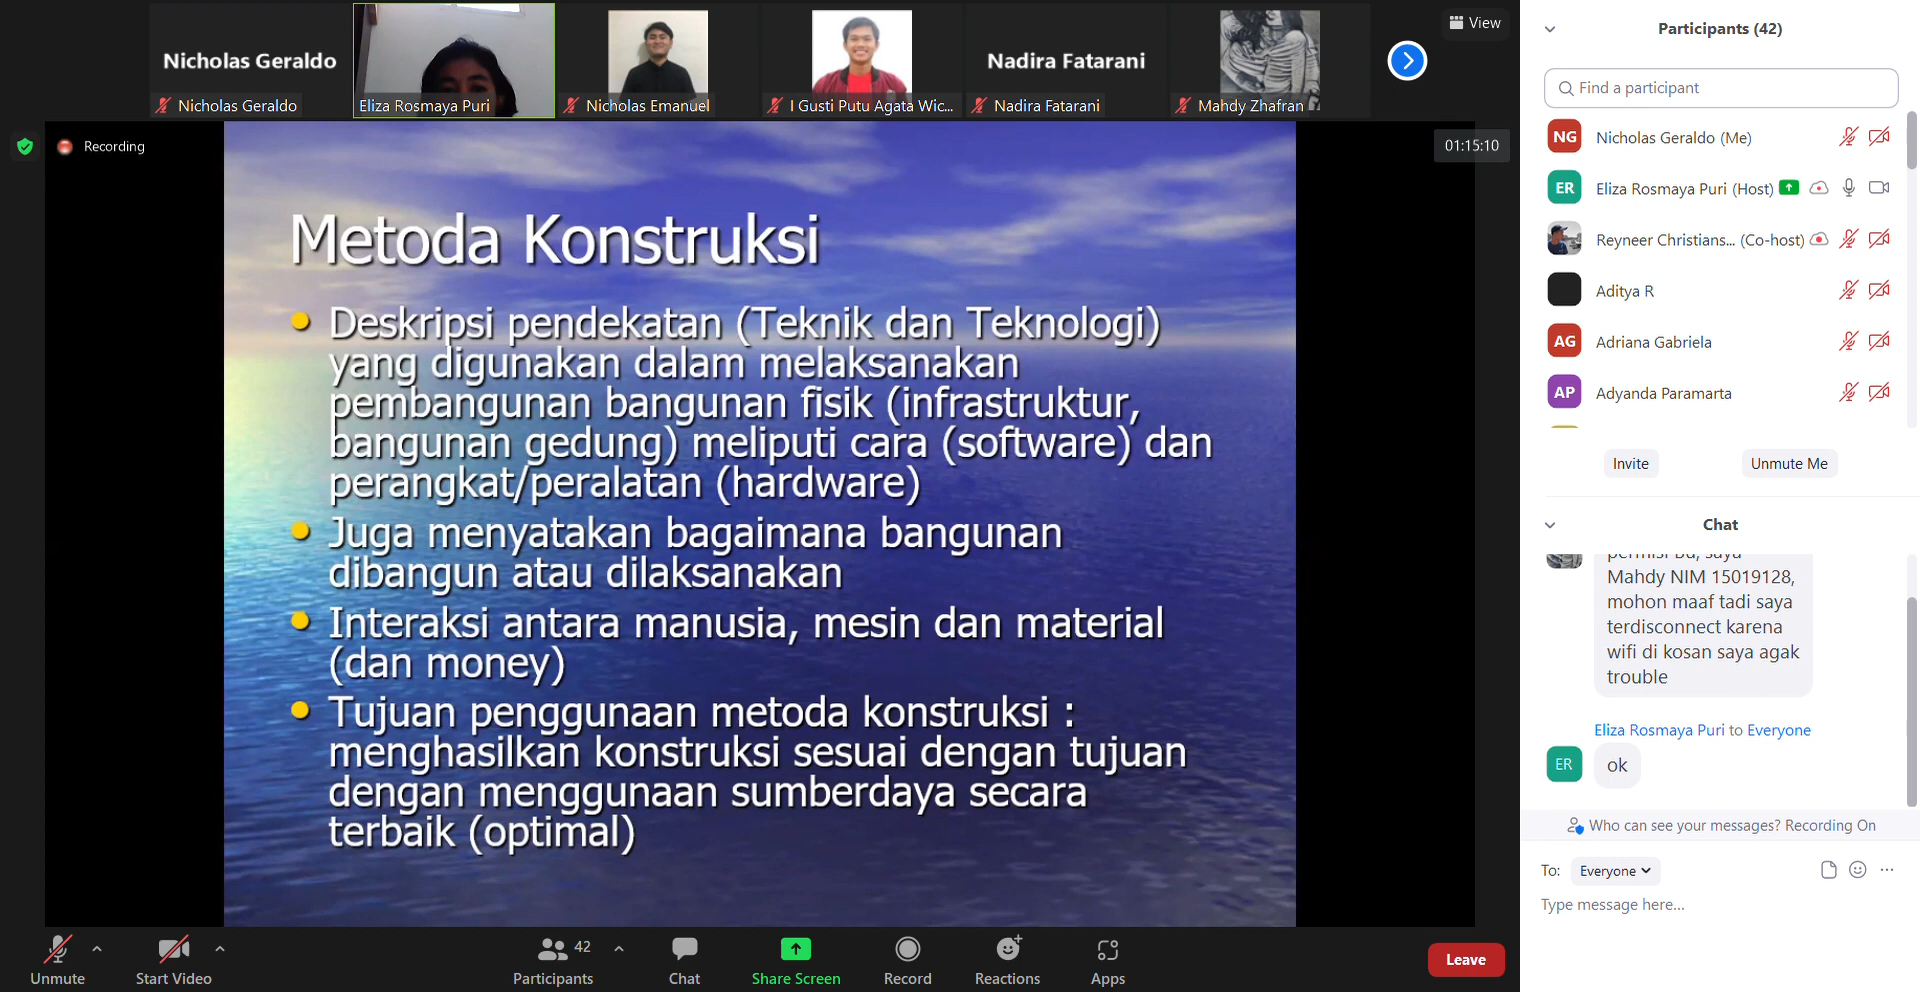 Nicholas Geraldo
Nadira Fatarani
View
Nicholas Geraldo
Eliza Rosmaya Puri
Nicholas Emanuel
I Gusti Putu Agata Wic...
Nadira Fatarani
Mahdy Zhafran
Recording
01:15:10
Metoda Konstruksi
Deskripsi pendekatan (Teknik dan Teknologi)
yang digunakan dalam melaksanakan
pembangunan bangunan fisik (infrastruktur,
bangunan gedung) meliputi cara (software) dan
perangkat/peralatan (hardware)
Juga menyatakan bagaimana bangunan
dibangun atau dilaksanakan
Interaksi antara manusia, mesin dan material
(dan money)
Tujuan penggunaan metoda konstruksi :
menghasilkan konstruksi sesuai dengan tujuan
dengan menggunaan sumberdaya secara
terbaik (optimal)
Unmute
Start Video
42
Participants
Chat
Share Screen
Record
Reactions
Apps
Leave
Participants (42)
Find a participant
NG
Nicholas Geraldo (Me)
ER
Eliza Rosmaya Puri (Host)
Reyneer Christians... (Co-host)
Aditya R
AG
Adriana Gabriela
AP
Adyanda Paramarta
Invite
Unmute Me
Chat
permisi Bu, saya
Mahdy NIM 15019128,
mohon maaf tadi saya
terdisconnect karena
wifi di kosan saya agak
trouble
Eliza Rosmaya Puri to Everyone
ER
ok
Who can see your messages? Recording On
To:
Everyone
Type message here...